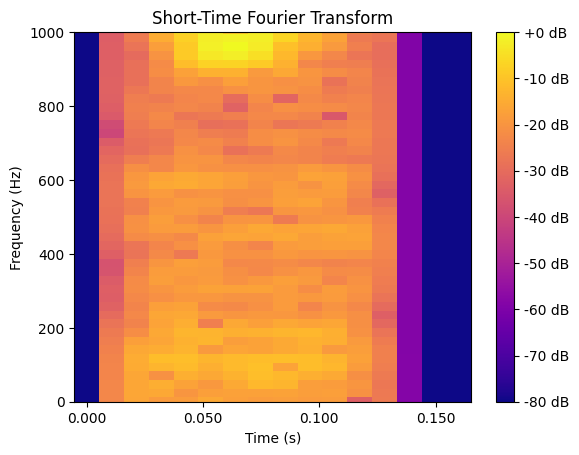 Short-Time Fourier Transform
1000
800
600
400
200
0
Frequency (Hz)
0.000
0.050
0.100
0.150
Time (s)
+0 dB
-10 dB
-20 dB
-30 dB
-40 dB
-50 dB
-60 dB
-70 dB
-80 dB